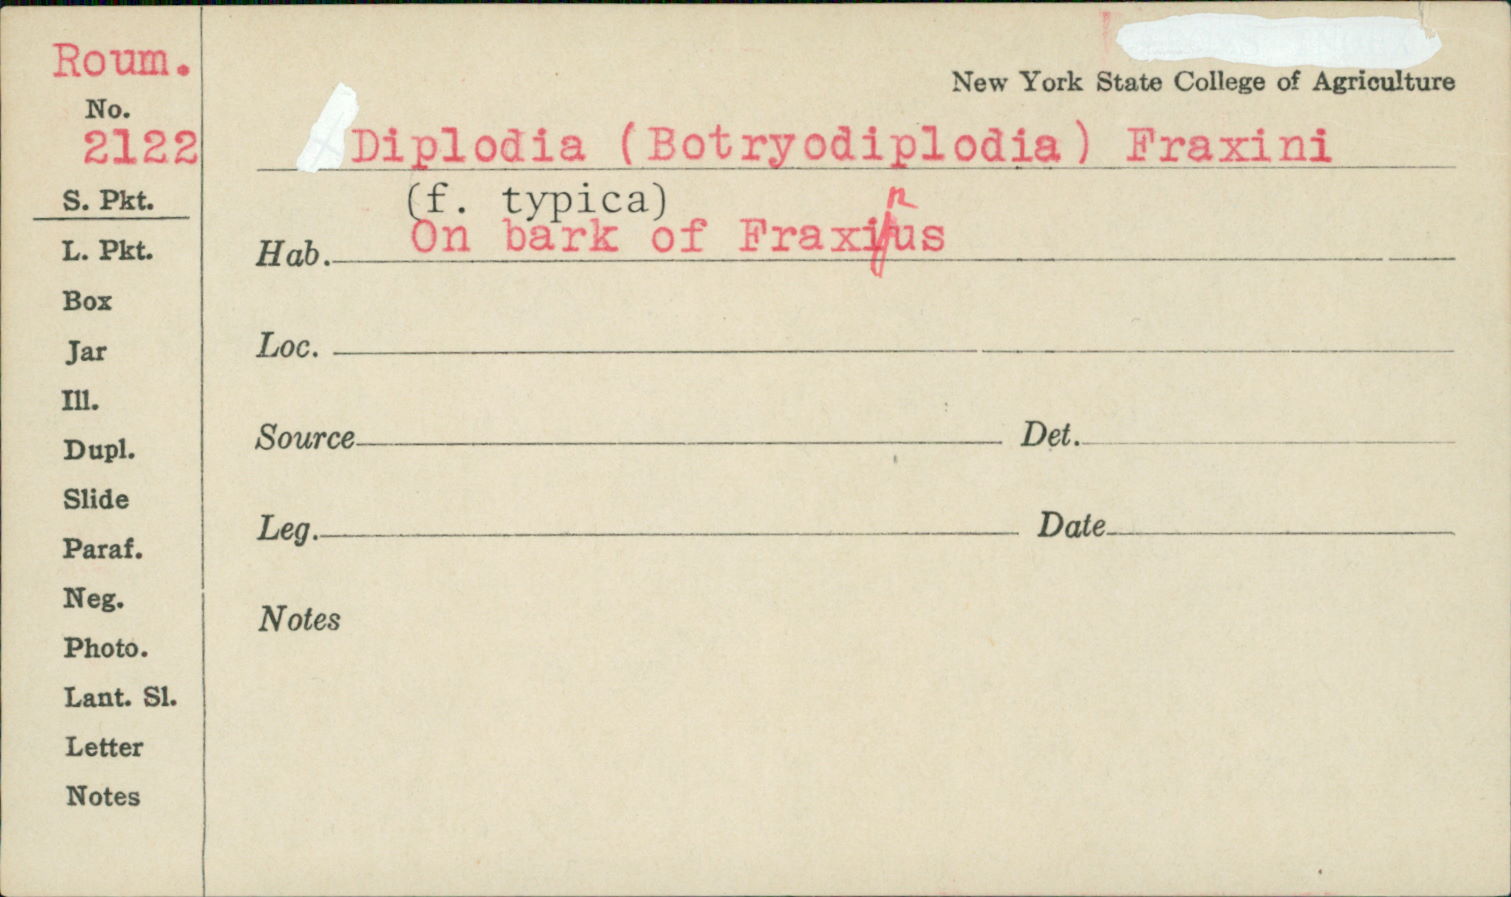 Roum.
No.
2122
S. Pkt.
L. Pkt.
Box
Jar
Ill.
Dupl.
Slide
Paraf.
Neg.
Photo.
Lant. Sl.
Letter
Notes
New York State College of Agriculture
Diplodia (Botryodiplodia) Fraxini
(f. typica)
Hab. On bark of Fraxinus
Loc.
Source Det.
Leg. Date
Notes